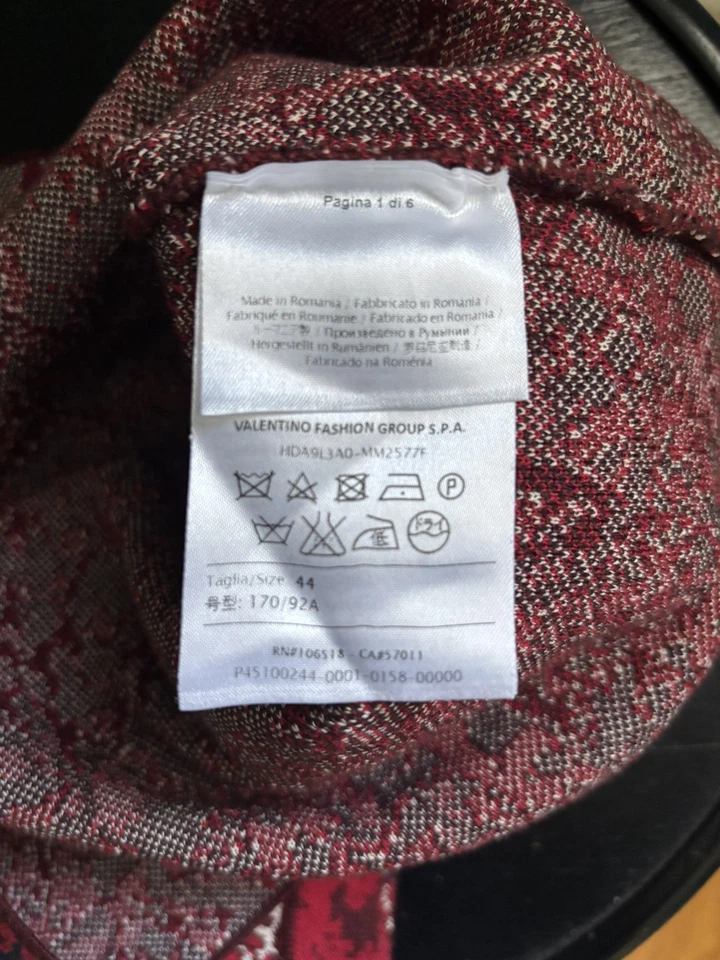 Pagina 1 di 6
Made in Romania / Fabbricato in Romania /
Fabriqué en Roumanie / Fabricado en Romania /
ルーマニア製 / Произведено в Румынии /
Hergestellt in Rumänien / 罗马尼亚制造 /
Fabricado na Roménia
VALENTINO FASHION GROUP S.P.A.
HDA9L3A0-MM2577F
P
低 ドライ
Taglia/Size 44
号型: 170/92A
RN#106518 - CA#57011
P45100244-0001-0158-00000